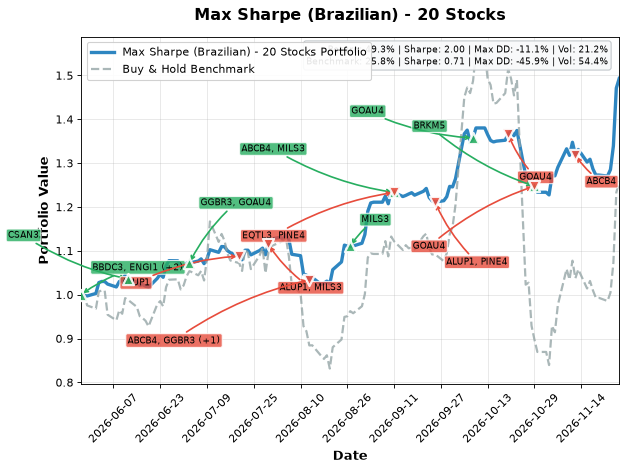 Max Sharpe (Brazilian) - 20 Stocks
Max Sharpe (Brazilian) - 20 Stocks Portfolio
Buy & Hold Benchmark
9.3% | Sharpe: 2.00 | Max DD: -11.1% | Vol: 21.2%
5.8% | Sharpe: 0.71 | Max DD: -45.9% | Vol: 54.4%
Portfolio Value
1.5
1.4
1.3
1.2
1.1
1.0
0.9
0.8
GOAU4
BRKM5
ABCB4, MILS3
GOAU4
ABCB4
GGBR3, GOAU4
MILS3
CSAN3
EQTL3, PINE4
GOAU4
BBDC3, ENGI1 (+2)
ALUP1, PINE4
ALUP1, MILS3
ABCB4, GGBR3 (+1)
2026-06-07
2026-06-23
2026-07-09
2026-07-25
2026-08-10
2026-08-26
2026-09-11
2026-09-27
2026-10-13
2026-10-29
2026-11-14
Date